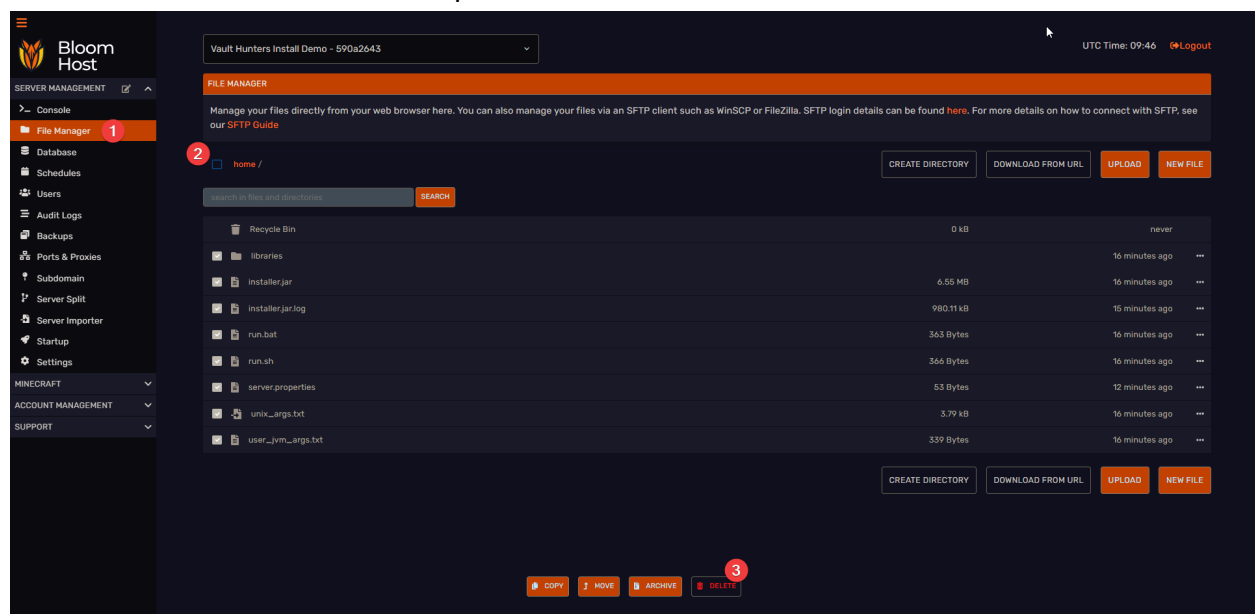 Bloom
Host
Vault Hunters Install Demo - 590a2643
UTC Time: 09:46 Logout
SERVER MANAGEMENT
Console
File Manager 1
Database
Schedules
Users
Audit Logs
Backups
Ports & Proxies
Subdomain
Server Split
Server Importer
Startup
Settings
MINECRAFT
ACCOUNT MANAGEMENT
SUPPORT
FILE MANAGER
Manage your files directly from your web browser here. You can also manage your files via an SFTP client such as WinSCP or FileZilla. SFTP login details can be found here. For more details on how to connect with SFTP, see
our SFTP Guide
2 home / CREATE DIRECTORY DOWNLOAD FROM URL UPLOAD NEW FILE
search in files and directories SEARCH
Recycle Bin 0 kB never
libraries 16 minutes ago
installer.jar 6.55 MB 16 minutes ago
installer.jar.log 980.11 kB 15 minutes ago
run.bat 363 Bytes 16 minutes ago
run.sh 366 Bytes 16 minutes ago
server.properties 53 Bytes 12 minutes ago
unix_args.txt 3.79 kB 16 minutes ago
user_jvm_args.txt 339 Bytes 16 minutes ago
CREATE DIRECTORY DOWNLOAD FROM URL UPLOAD NEW FILE
3
COPY MOVE ARCHIVE DELETE